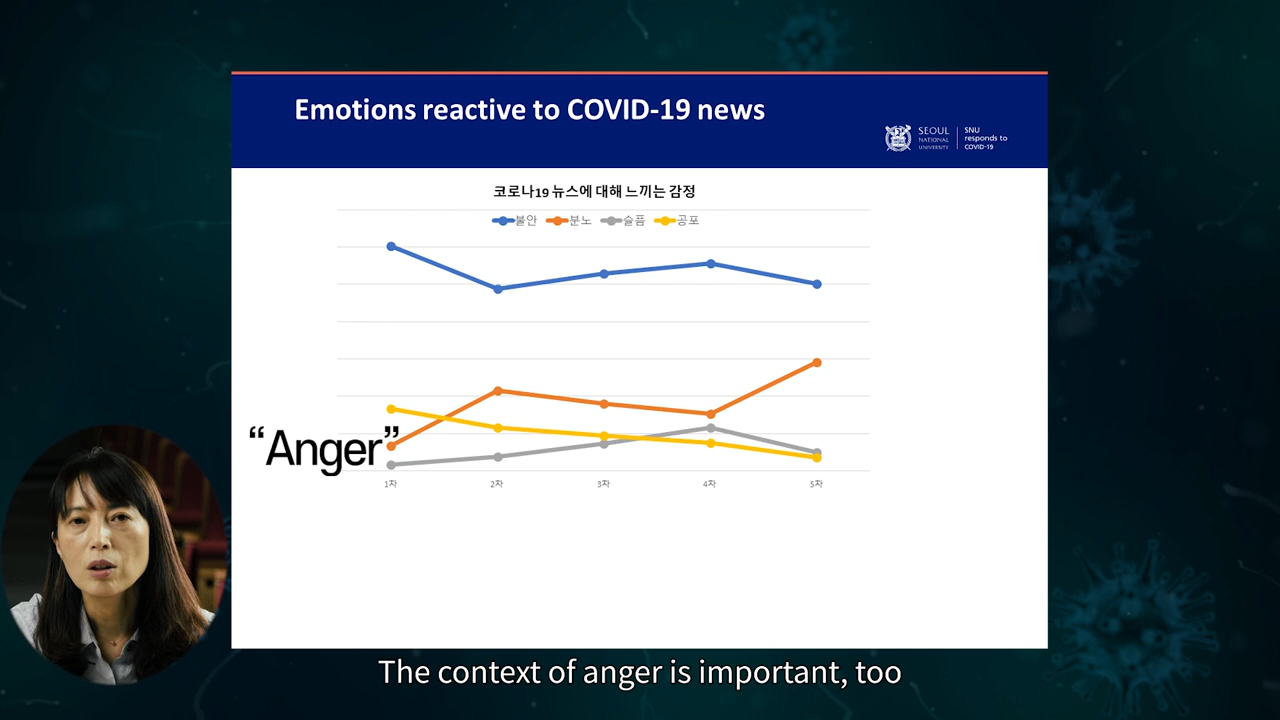 Emotions reactive to COVID-19 news
SEOUL
NATIONAL
UNIVERSITY
SNU
responds to
COVID-19
코로나19 뉴스에 대해 느끼는 감정
불안 분노 슬픔 공포
“Anger”
1차 2차 3차 4차 5차
The context of anger is important, too